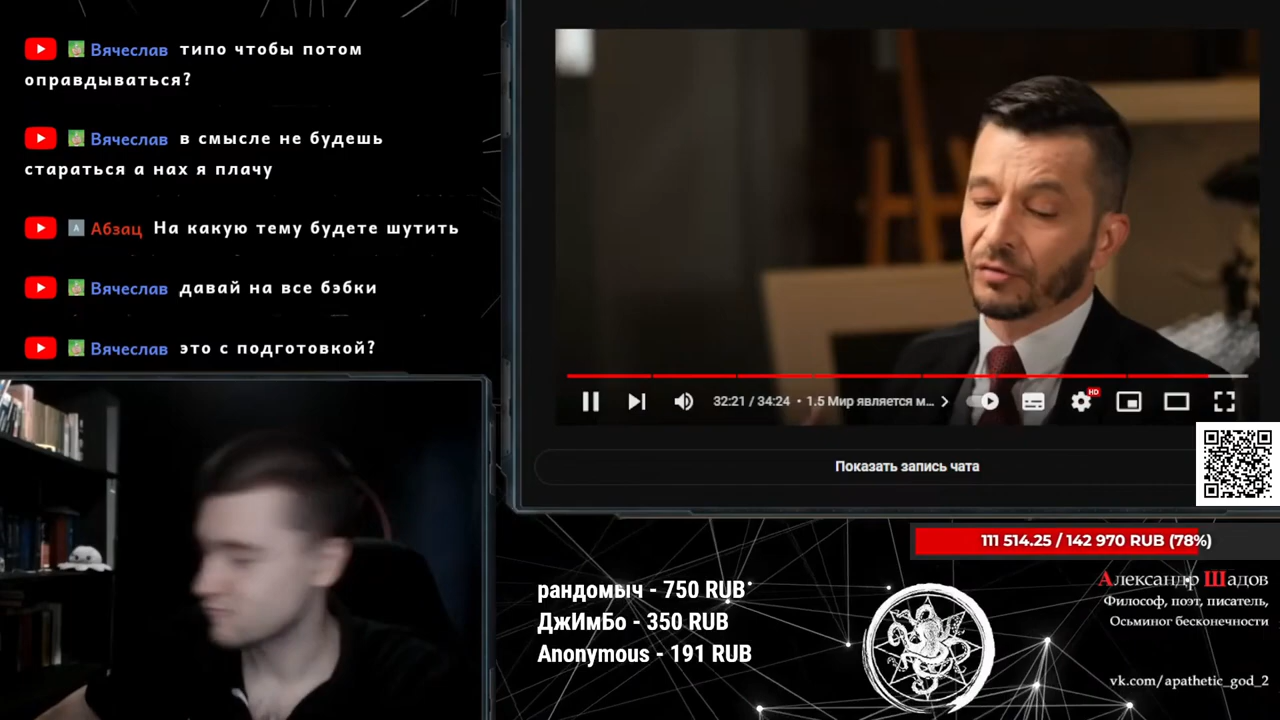 Вячеслав типо чтобы потом
оправдываться?
Вячеслав в смысле не будешь
стараться а нах я плачу
А Абзац На какую тему будете шутить
Вячеслав давай на все бэбки
Вячеслав это с подготовкой?
32:21 / 34:24 • 1.5 Мир является м...
HD
Показать запись чата
111 514.25 / 142 970 RUB (78%)
рандомыч - 750 RUB
ДжИмБо - 350 RUB
Anonymous - 191 RUB
Александр Шадов
Философ, поэт, писатель,
Осьминог бесконечности
vk.com/apathetic_god_2